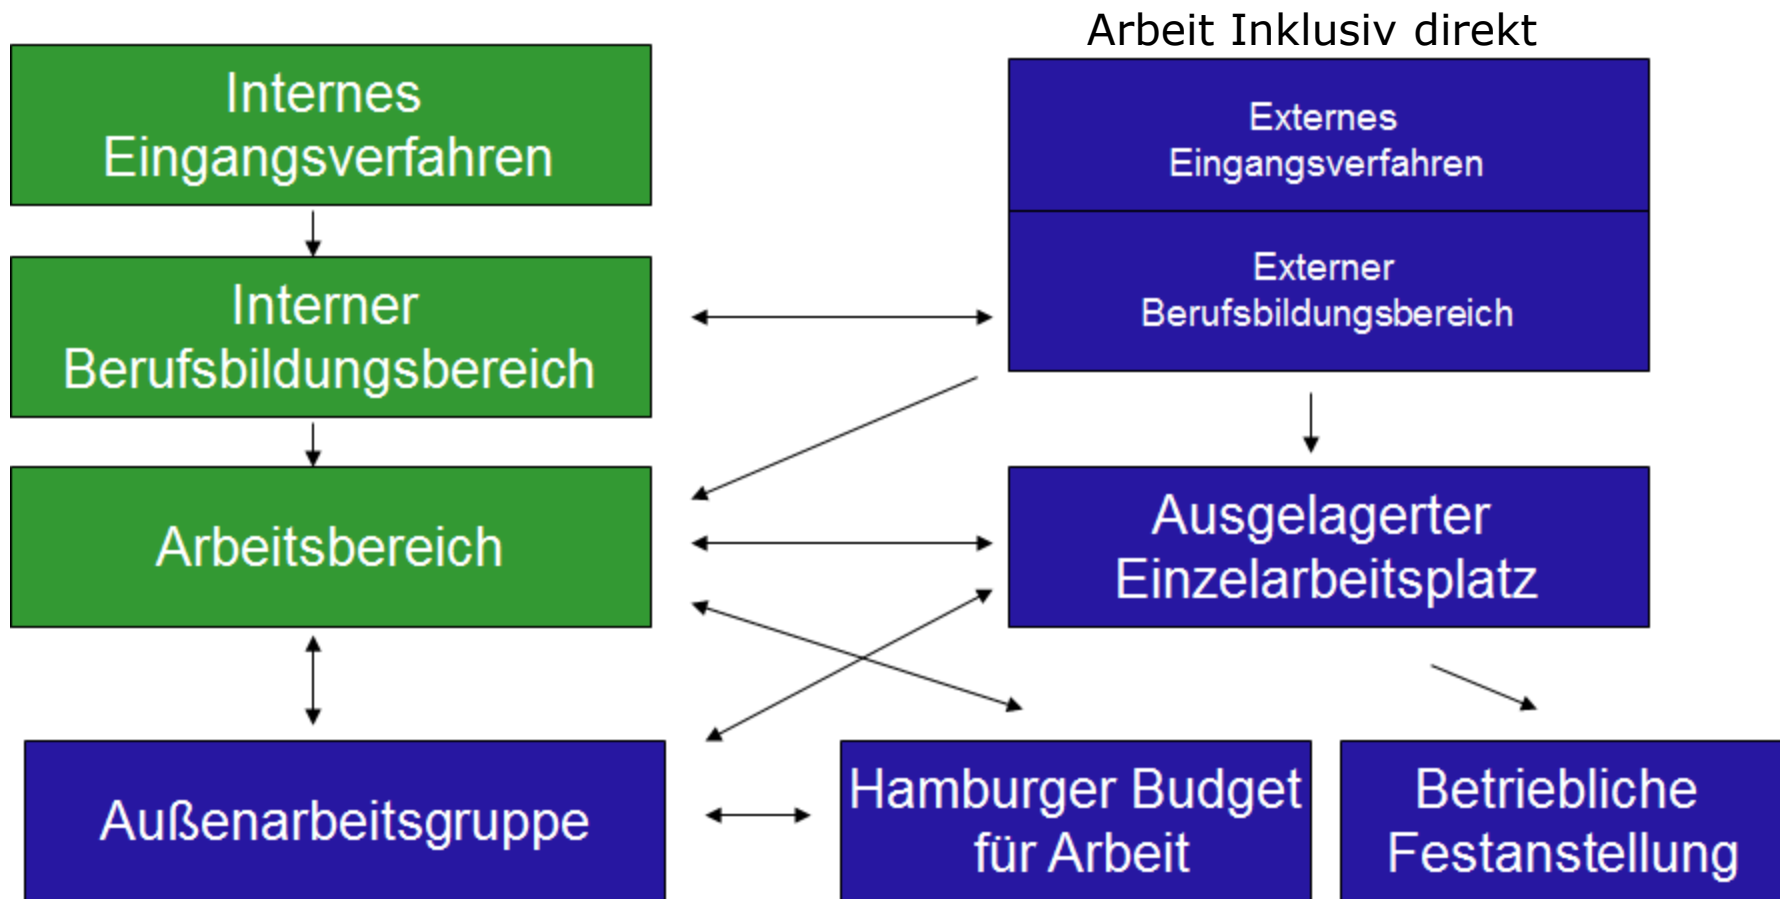 Arbeit Inklusiv direkt
Internes
Eingangsverfahren
Externes
Eingangsverfahren
Interner
Berufsbildungsbereich
Externer
Berufsbildungsbereich
Arbeitsbereich
Ausgelagerter
Einzelarbeitsplatz
Außenarbeitsgruppe
Hamburger Budget
für Arbeit
Betriebliche
Festanstellung